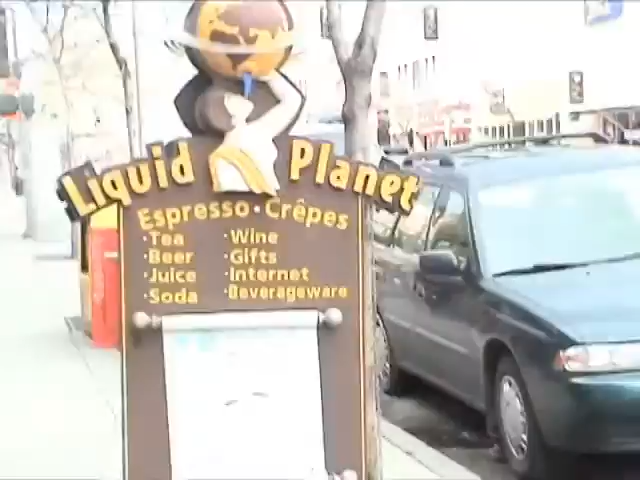 Liquid Planet
Espresso · Crêpes
·Tea ·Wine
·Beer ·Gifts
·Juice ·Internet
·Soda ·Beverageware